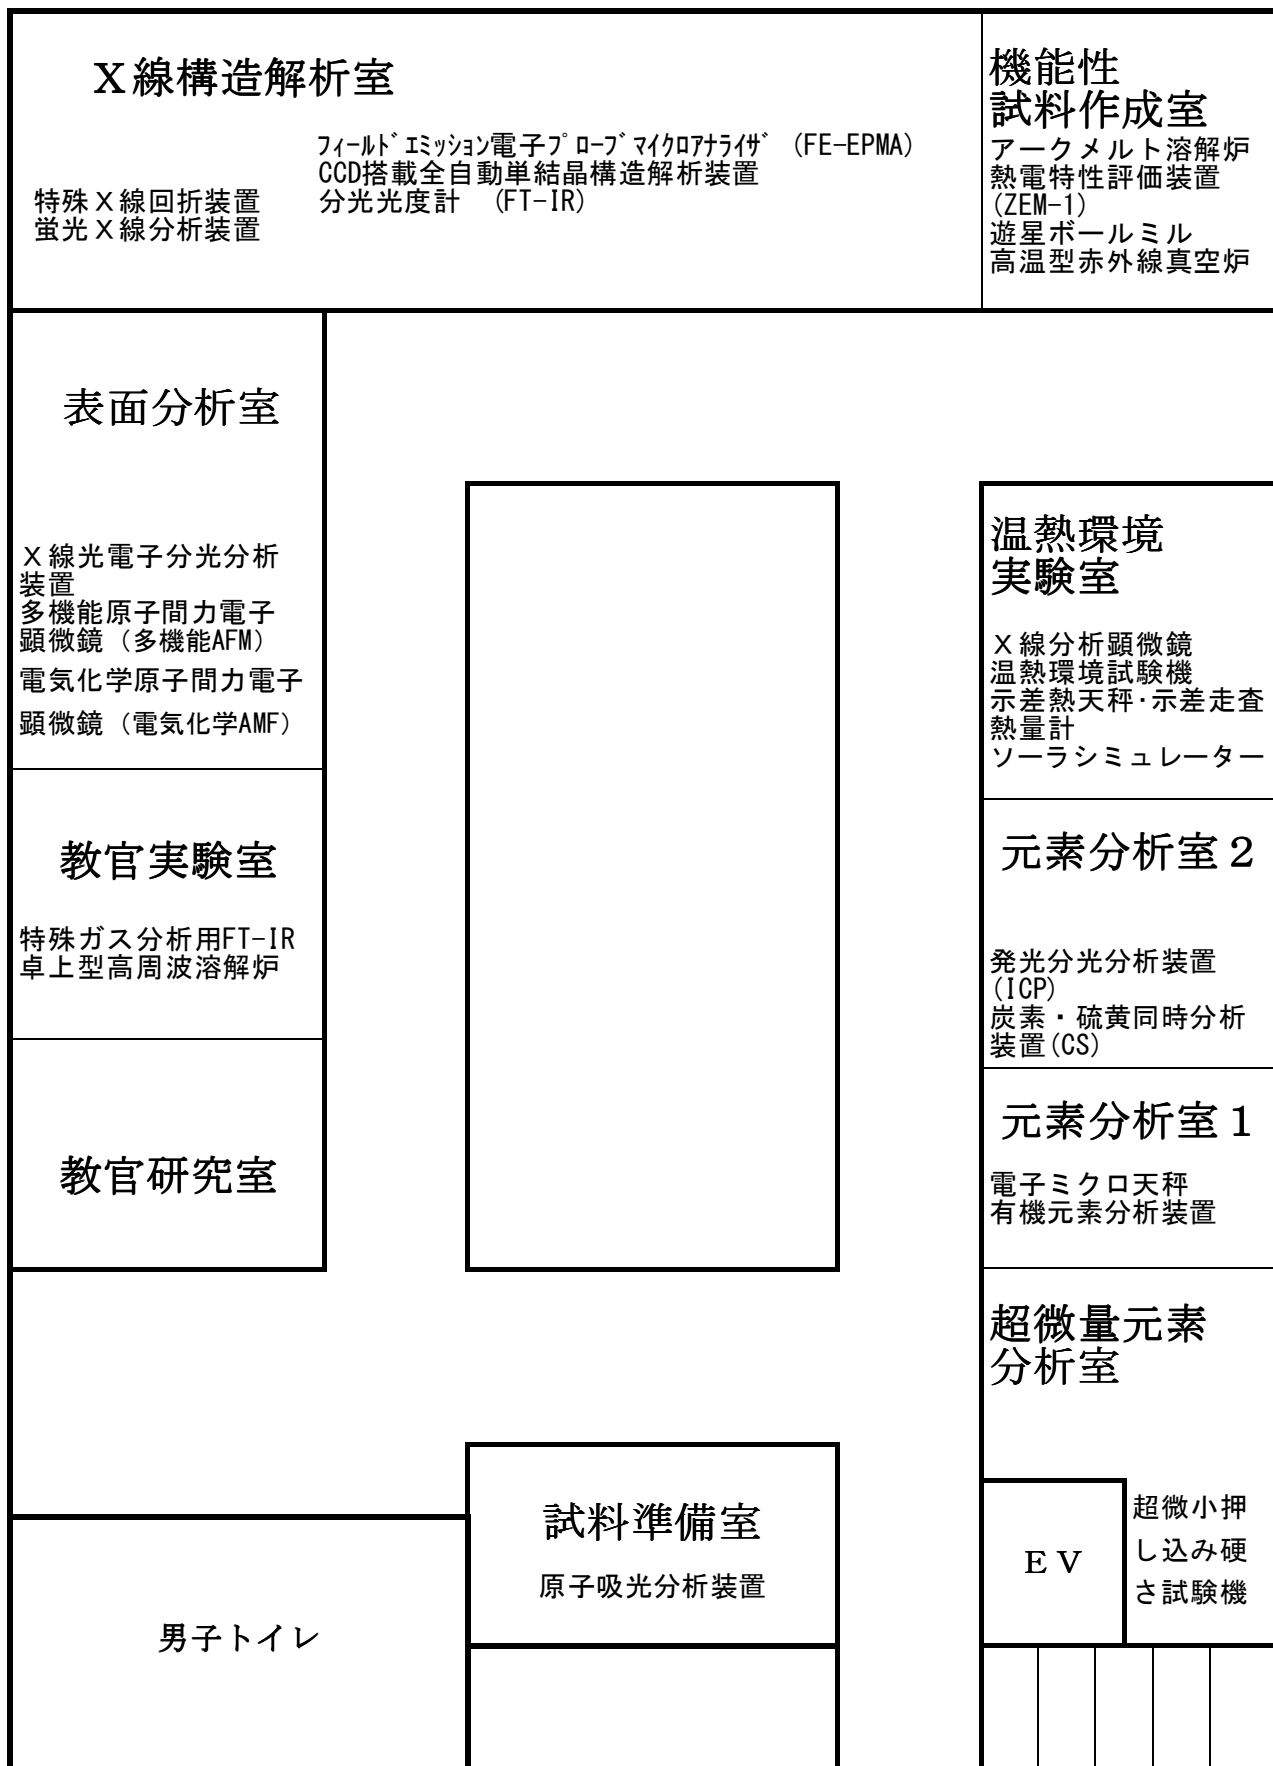 X線構造解析室
特殊X線回折装置
蛍光X線分析装置
フィールドエミッション電子プローブマイクロアナライザ (FE-EPMA)
CCD搭載全自動単結晶構造解析装置
分光光度計 (FT-IR)
機能性
試料作成室
アークメルト溶解炉
熱電特性評価装置
(ZEM-1)
遊星ボールミル
高温型赤外線真空炉
表面分析室
X線光電子分光分析
装置
多機能原子間力電子
顕微鏡(多機能AFM)
電気化学原子間力電子
顕微鏡(電気化学AMF)
教官実験室
特殊ガス分析用FT-IR
卓上型高周波溶解炉
教官研究室
温熱環境
実験室
X線分析顕微鏡
温熱環境試験機
示差熱天秤・示差走査
熱量計
ソーラシミュレーター
元素分析室2
発光分光分析装置
(ICP)
炭素・硫黄同時分析
装置(CS)
元素分析室1
電子ミクロ天秤
有機元素分析装置
超微量元素
分析室
EV
超微小押
し込み硬
さ試験機
試料準備室
原子吸光分析装置
男子トイレ